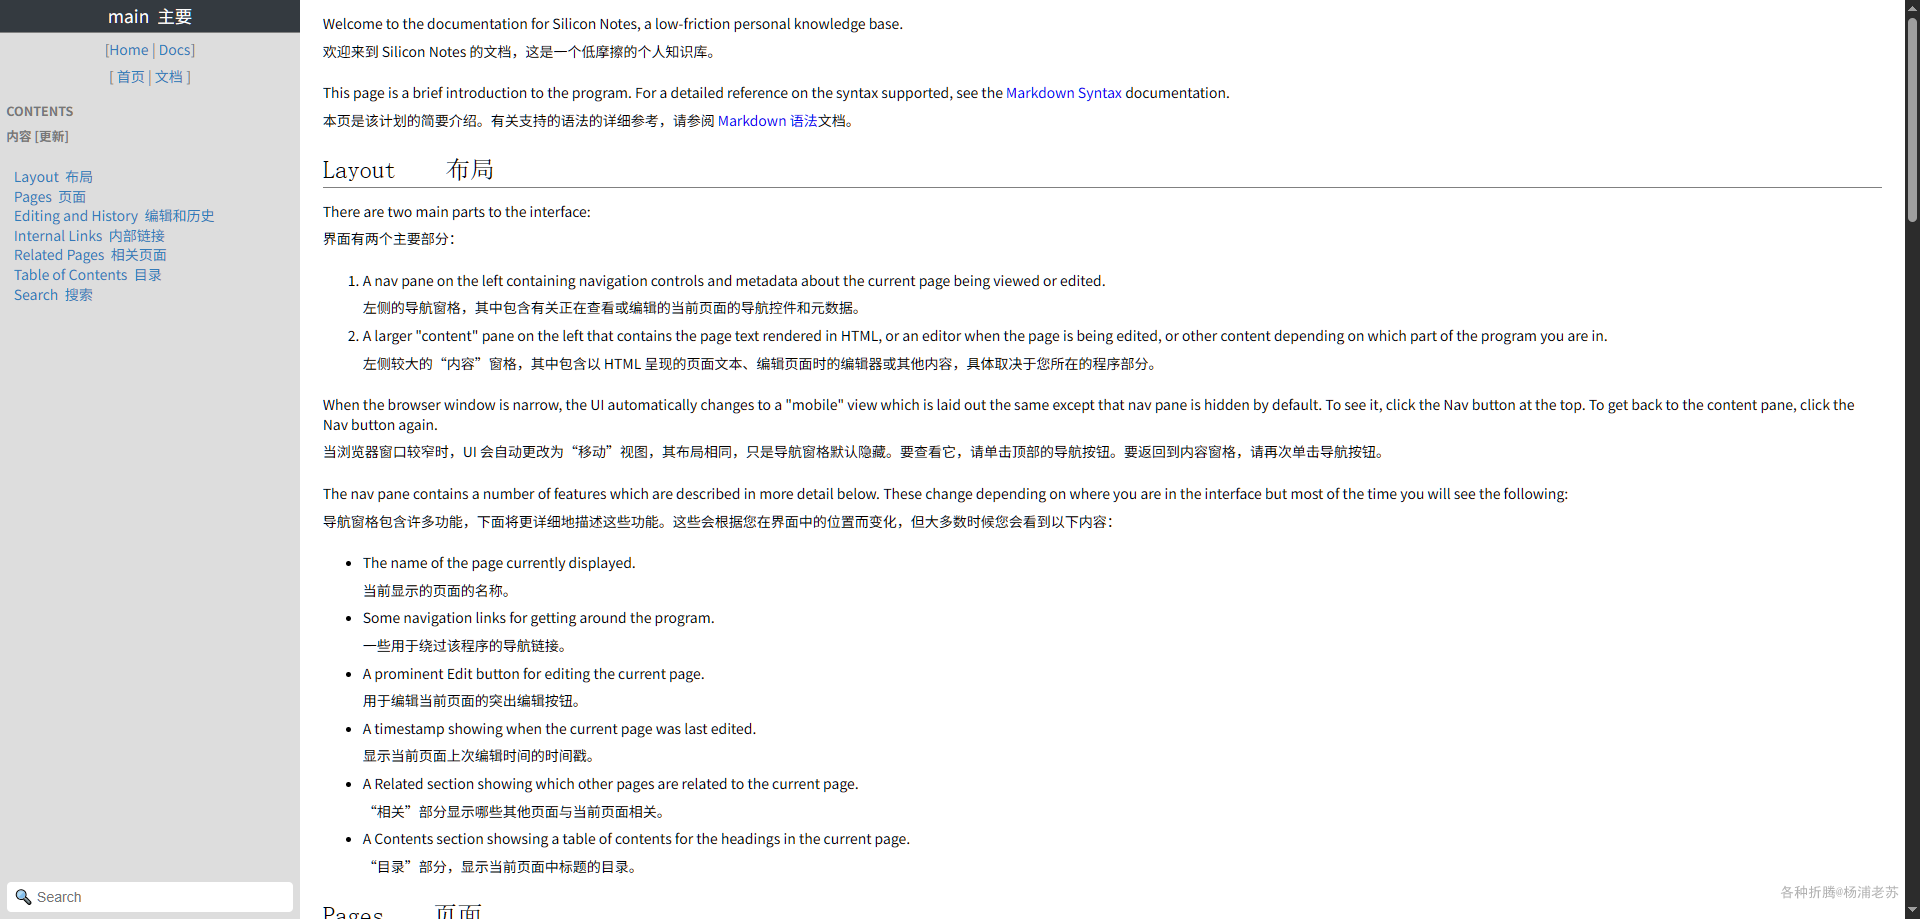 main 主要
[Home | Docs]
[ 首页 | 文档 ]
CONTENTS
内容 [更新]
Layout 布局
Pages 页面
Editing and History 编辑和历史
Internal Links 内部链接
Related Pages 相关页面
Table of Contents 目录
Search 搜索
Search
Welcome to the documentation for Silicon Notes, a low-friction personal knowledge base.
欢迎来到 Silicon Notes 的文档，这是一个低摩擦的个人知识库。
This page is a brief introduction to the program. For a detailed reference on the syntax supported, see the Markdown Syntax documentation.
本页是该计划的简要介绍。有关支持的语法的详细参考，请参阅 Markdown 语法文档。
Layout 布局
There are two main parts to the interface:
界面有两个主要部分：
1. A nav pane on the left containing navigation controls and metadata about the current page being viewed or edited.
左侧的导航窗格，其中包含有关正在查看或编辑的当前页面的导航控件和元数据。
2. A larger "content" pane on the left that contains the page text rendered in HTML, or an editor when the page is being edited, or other content depending on which part of the program you are in.
左侧较大的“内容”窗格，其中包含以 HTML 呈现的页面文本、编辑页面时的编辑器或其他内容，具体取决于您所在的程序部分。
When the browser window is narrow, the UI automatically changes to a "mobile" view which is laid out the same except that nav pane is hidden by default. To see it, click the Nav button at the top. To get back to the content pane, click the
Nav button again.
当浏览器窗口较窄时，UI 会自动更改为“移动”视图，其布局相同，只是导航窗格默认隐藏。要查看它，请单击顶部的导航按钮。要返回到内容窗格，请再次单击导航按钮。
The nav pane contains a number of features which are described in more detail below. These change depending on where you are in the interface but most of the time you will see the following:
导航窗格包含许多功能，下面将更详细地描述这些功能。这些会根据您在界面中的位置而变化，但大多数时候您会看到以下内容：
• The name of the page currently displayed.
当前显示的页面的名称。
• Some navigation links for getting around the program.
一些用于绕过该程序的导航链接。
• A prominent Edit button for editing the current page.
用于编辑当前页面的突出编辑按钮。
• A timestamp showing when the current page was last edited.
显示当前页面上次编辑时间的时间戳。
• A Related section showing which other pages are related to the current page.
“相关”部分显示哪些其他页面与当前页面相关。
• A Contents section showsing a table of contents for the headings in the current page.
“目录”部分，显示当前页面中标题的目录。
Pages 页面
各种折腾@杨浦老苏